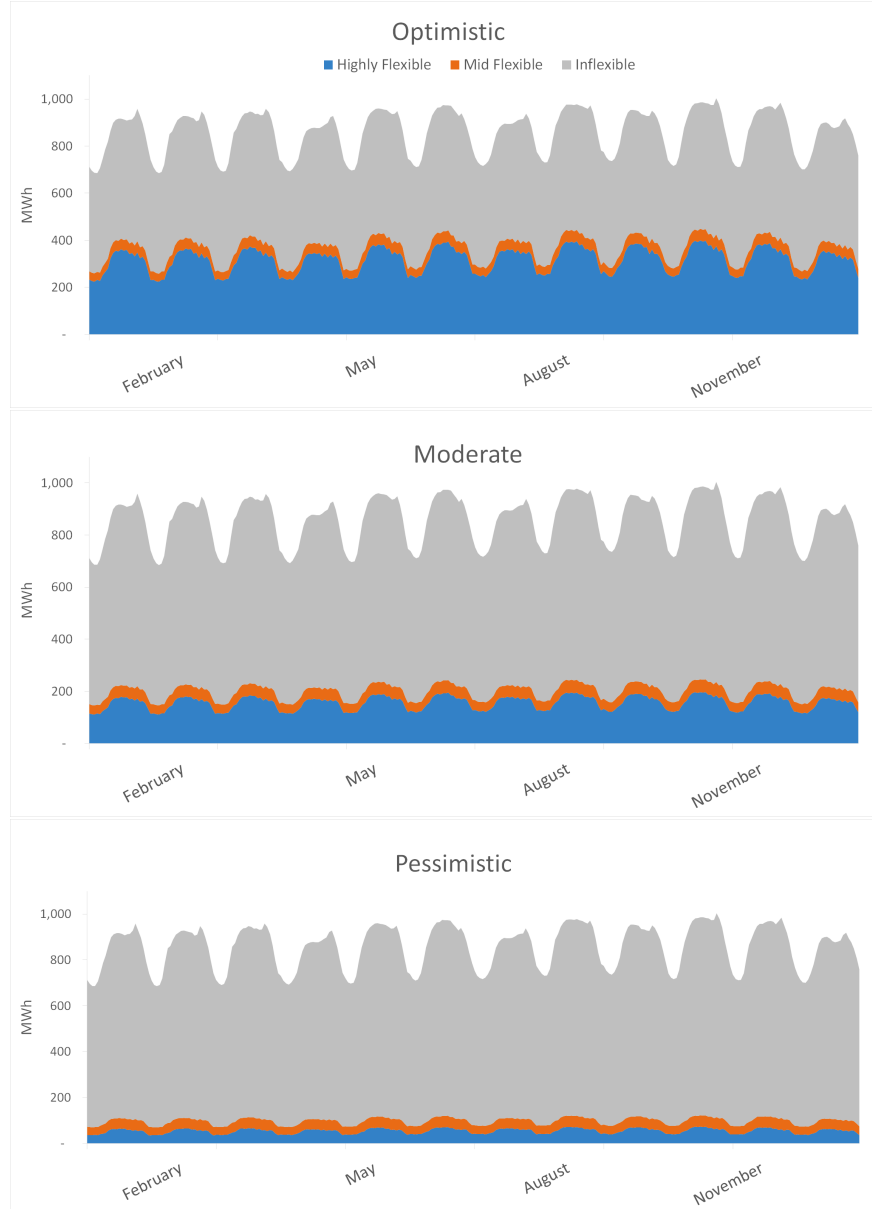 Optimistic
Highly Flexible Mid Flexible Inflexible
1,000
800
600
400
200
-
MWh
February May August November
Moderate
1,000
800
600
400
200
-
MWh
February May August November
Pessimistic
1,000
800
600
400
200
-
MWh
February May August November